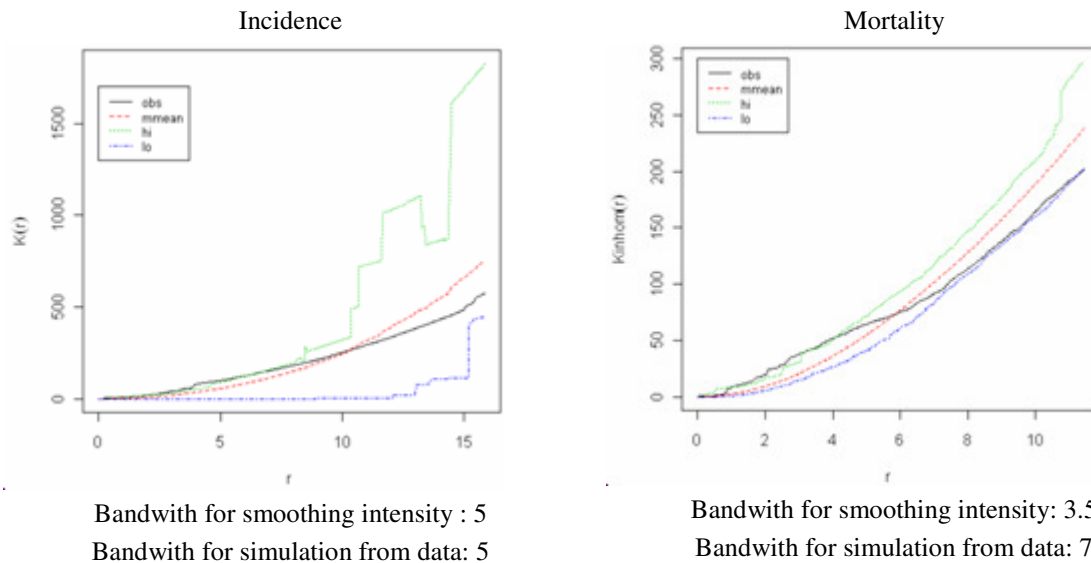 Incidence
obs
mmean
hi
lo
K(r)
0 500 1000 1500
0 5 10 15
r
Bandwith for smoothing intensity : 5
Bandwith for simulation from data: 5
Mortality
obs
mmean
hi
lo
Kinhom(r)
0 50 100 150 200 250 300
0 2 4 6 8 10
r
Bandwith for smoothing intensity: 3.5
Bandwith for simulation from data: 7